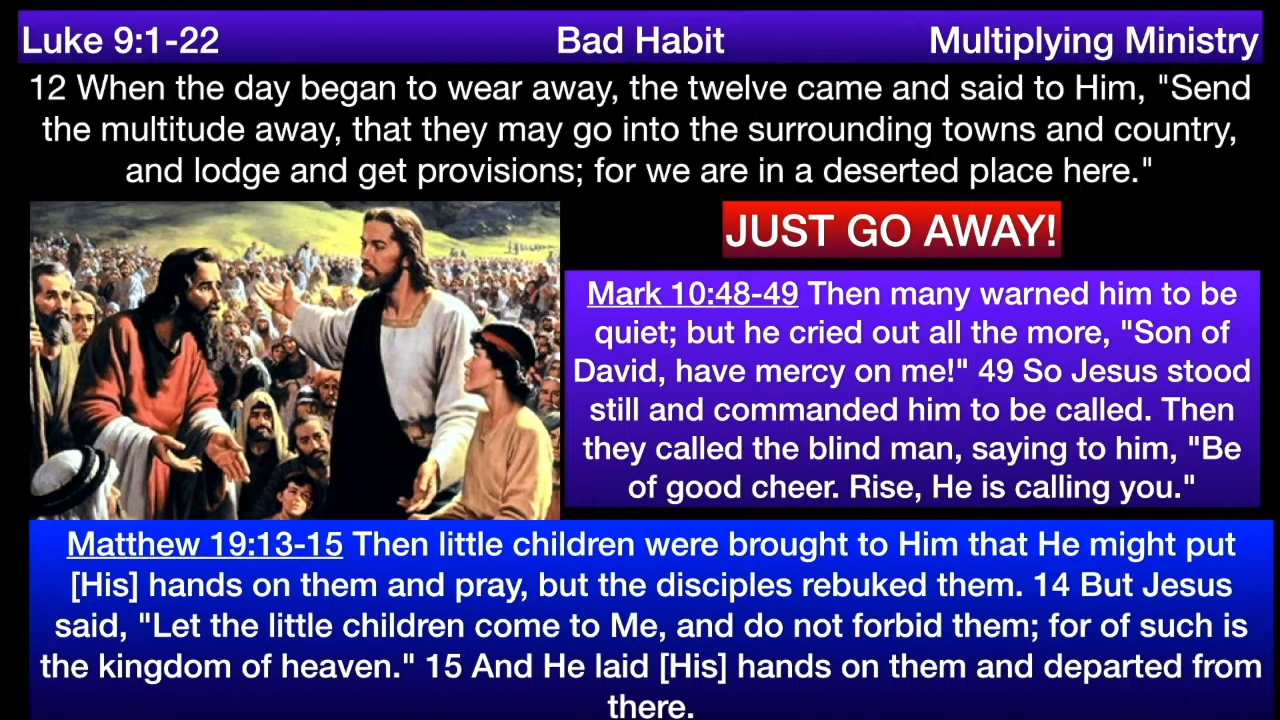 Luke 9:1-22 Bad Habit Multiplying Ministry
12 When the day began to wear away, the twelve came and said to Him, "Send
the multitude away, that they may go into the surrounding towns and country,
and lodge and get provisions; for we are in a deserted place here."
JUST GO AWAY!
Mark 10:48-49 Then many warned him to be
quiet; but he cried out all the more, "Son of
David, have mercy on me!" 49 So Jesus stood
still and commanded him to be called. Then
they called the blind man, saying to him, "Be
of good cheer. Rise, He is calling you."
Matthew 19:13-15 Then little children were brought to Him that He might put
[His] hands on them and pray, but the disciples rebuked them. 14 But Jesus
said, "Let the little children come to Me, and do not forbid them; for of such is
the kingdom of heaven." 15 And He laid [His] hands on them and departed from
there.